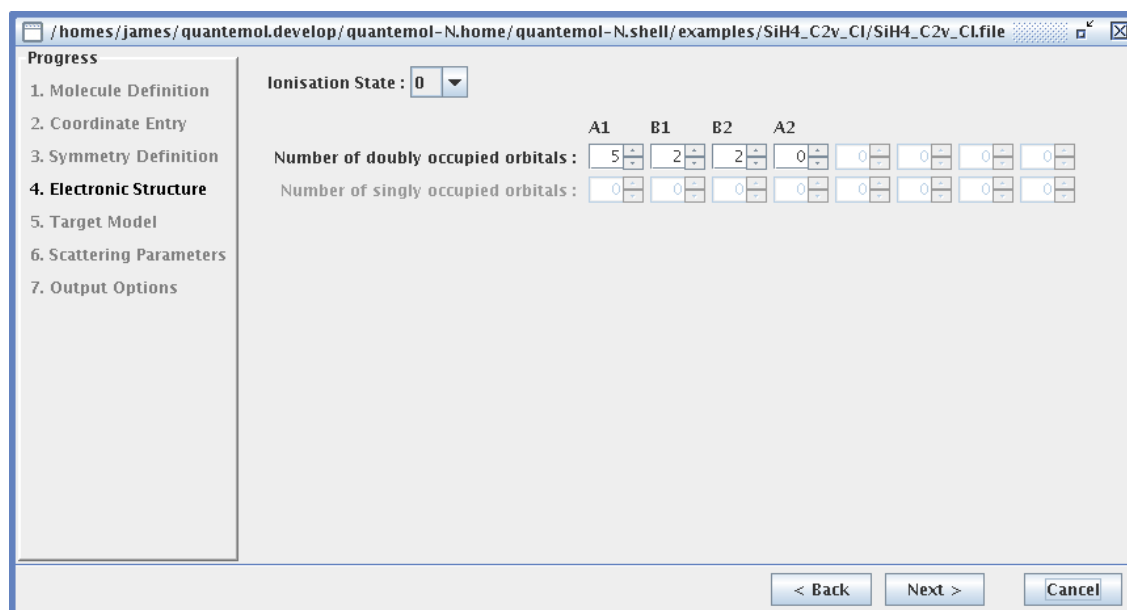 /homes/james/quantemol.develop/quantemol-N.home/quantemol-N.shell/examples/SiH4_C2v_CI/SiH4_C2v_CI.file
Progress
1. Molecule Definition
2. Coordinate Entry
3. Symmetry Definition
4. Electronic Structure
5. Target Model
6. Scattering Parameters
7. Output Options
Ionisation State : 0
A1 B1 B2 A2
Number of doubly occupied orbitals : 5 2 2 0 0 0 0 0
Number of singly occupied orbitals : 0 0 0 0 0 0 0 0
< Back Next > Cancel